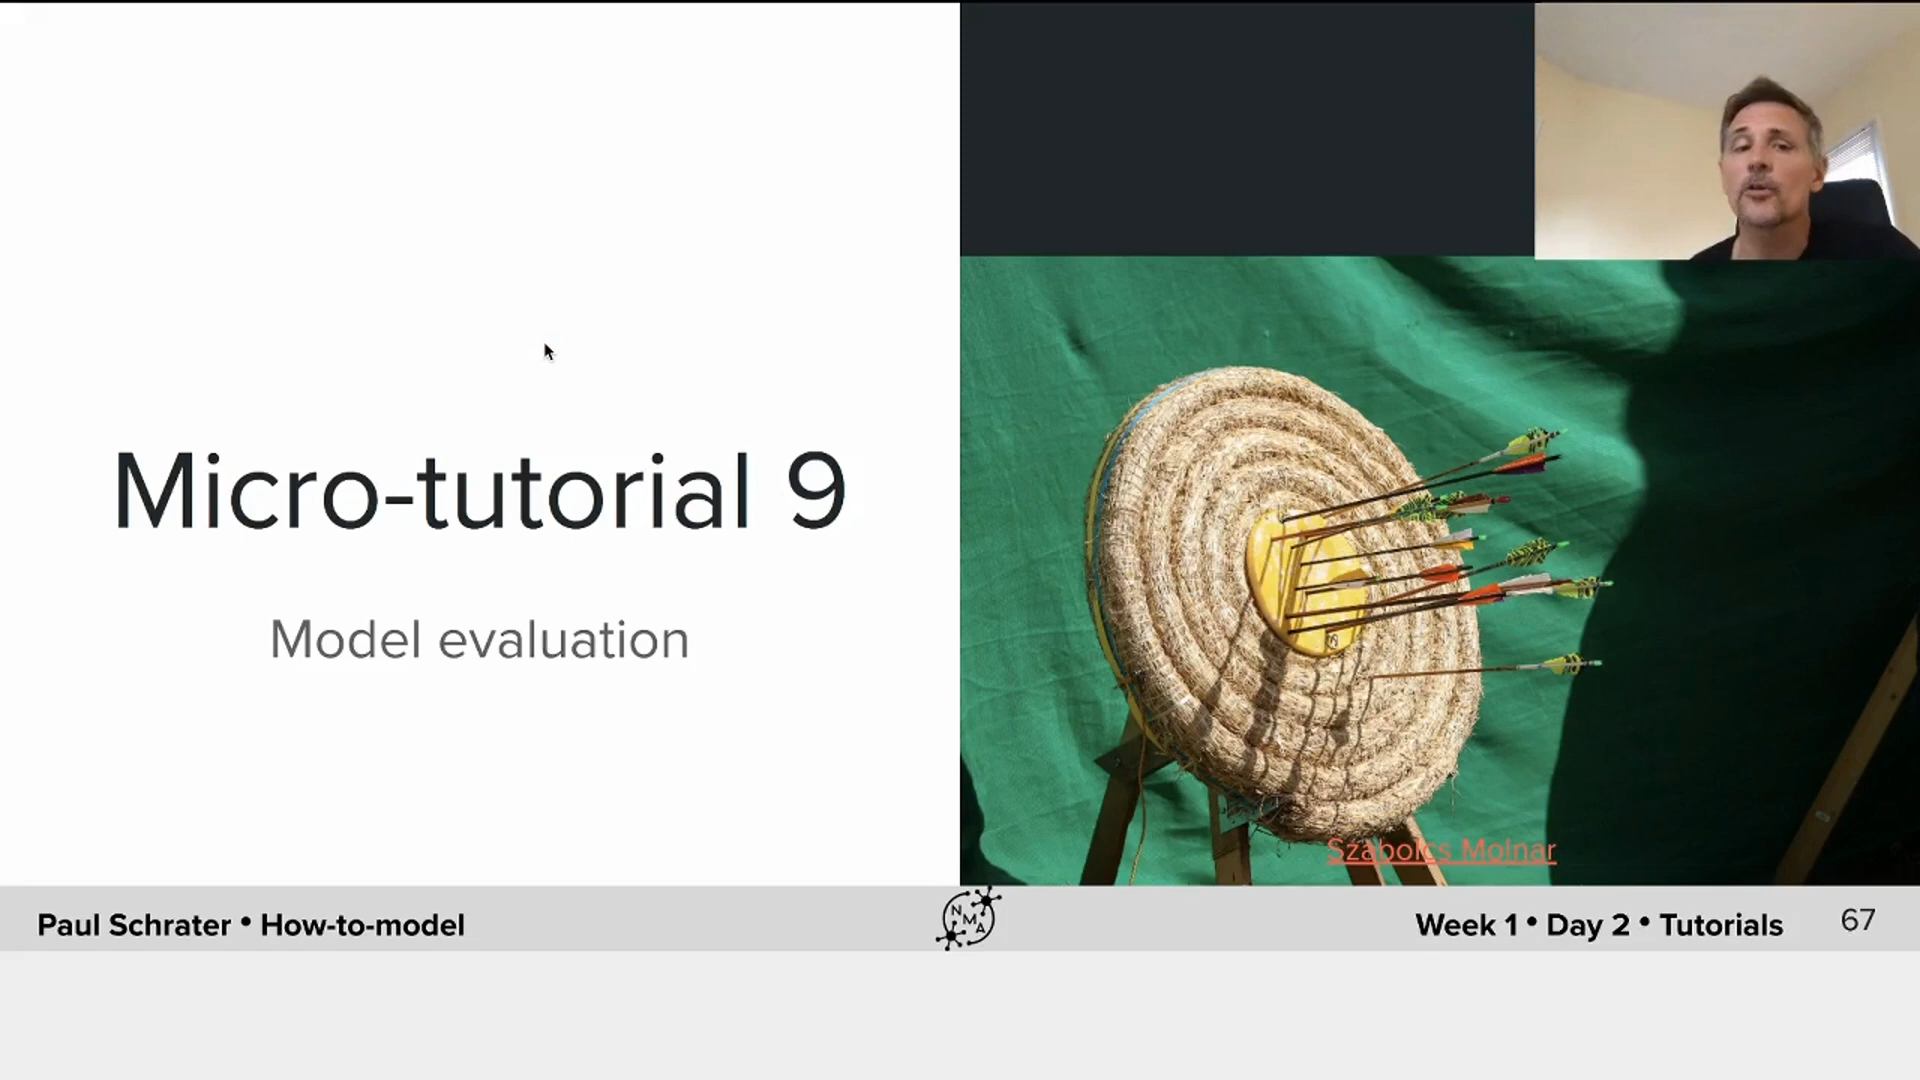 Micro-tutorial 9
Model evaluation
Szabolcs Molnar
Paul Schrater • How-to-model
N
M
A
Week 1 • Day 2 • Tutorials
67